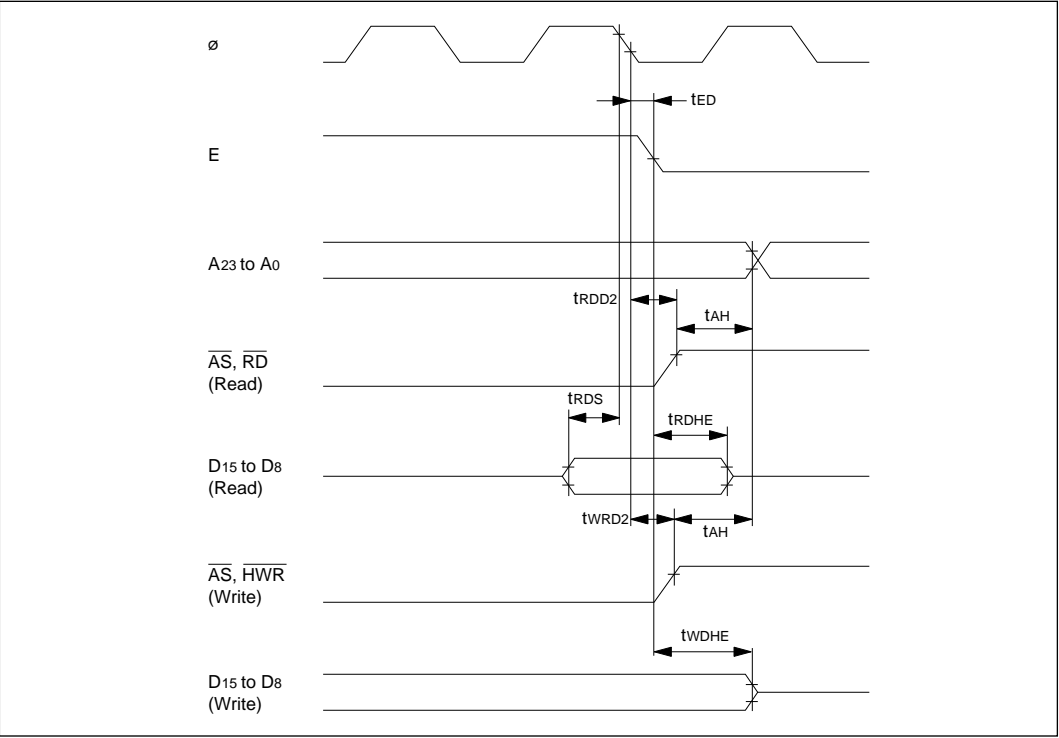 ø
tED
E
A23 to A0
tRDD2
tAH
AS, RD
(Read)
tRDS
tRDHE
D15 to D8
(Read)
tWRD2
tAH
AS, HWR
(Write)
tWDHE
D15 to D8
(Write)